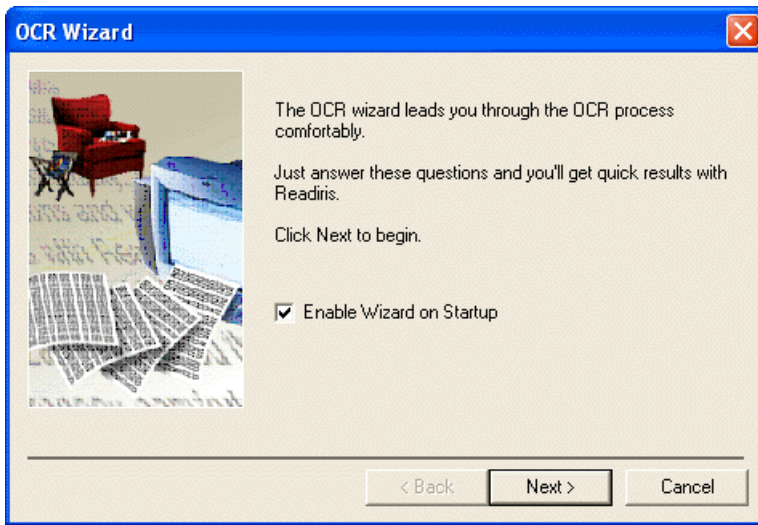 OCR Wizard
The OCR wizard leads you through the OCR process
comfortably.
Just answer these questions and you'll get quick results with
Readiris.
Click Next to begin.
Enable Wizard on Startup
< Back
Next >
Cancel